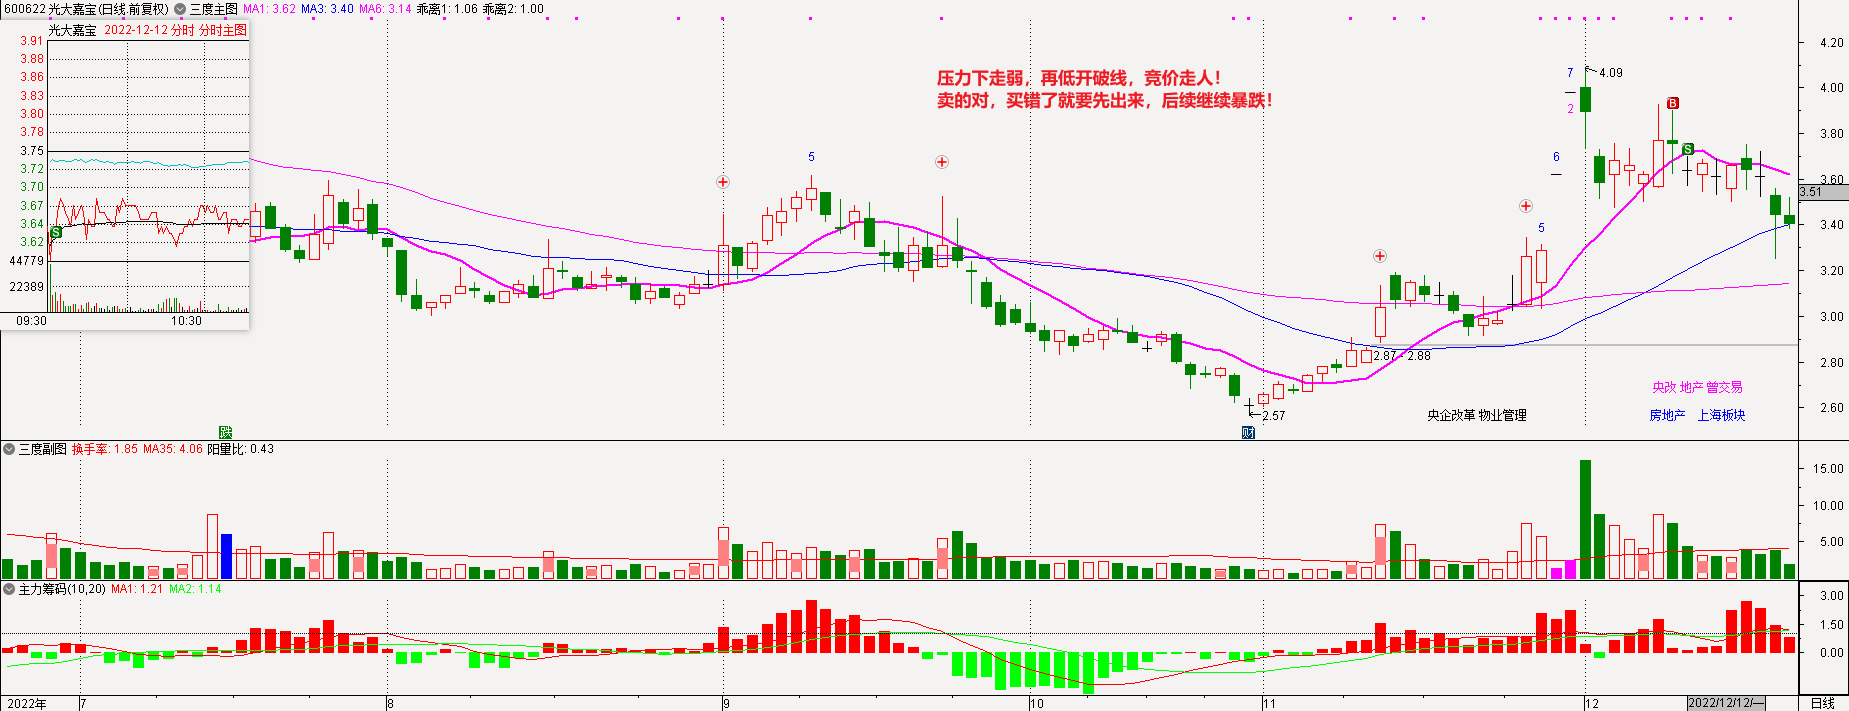 600622 光大嘉宝(日线.前复权) 三度主图 MA1: 3.62 MA3: 3.40 MA6: 3.14 乖离1: 1.06 乖离2: 1.00
光大嘉宝 2022-12-12 分时 分时主图
3.91
3.88
3.86
3.83
3.80
3.78
3.75
3.72
3.70
3.67
3.64
3.62
44779
22389
09:30 10:30
S
压力下走弱，再低开破线，竞价走人！
卖的对，买错了就要先出来，后续继续暴跌！
5
5
6
7
2
4.09
B
S
2.87 - 2.88
2.57
央改 地产 曾交易
央企改革 物业管理 房地产 上海板块
跌
财
4.20
4.00
3.80
3.60
3.51
3.40
3.20
3.00
2.80
2.60
三度副图 换手率: 1.85 MA35: 4.06 阳量比: 0.43
15.00
10.00
5.00
主力筹码(10,20) MA1: 1.21 MA2: 1.14
3.00
1.50
0.00
2022年 7 8 9 10 11 12 2022/12/12/一 日线